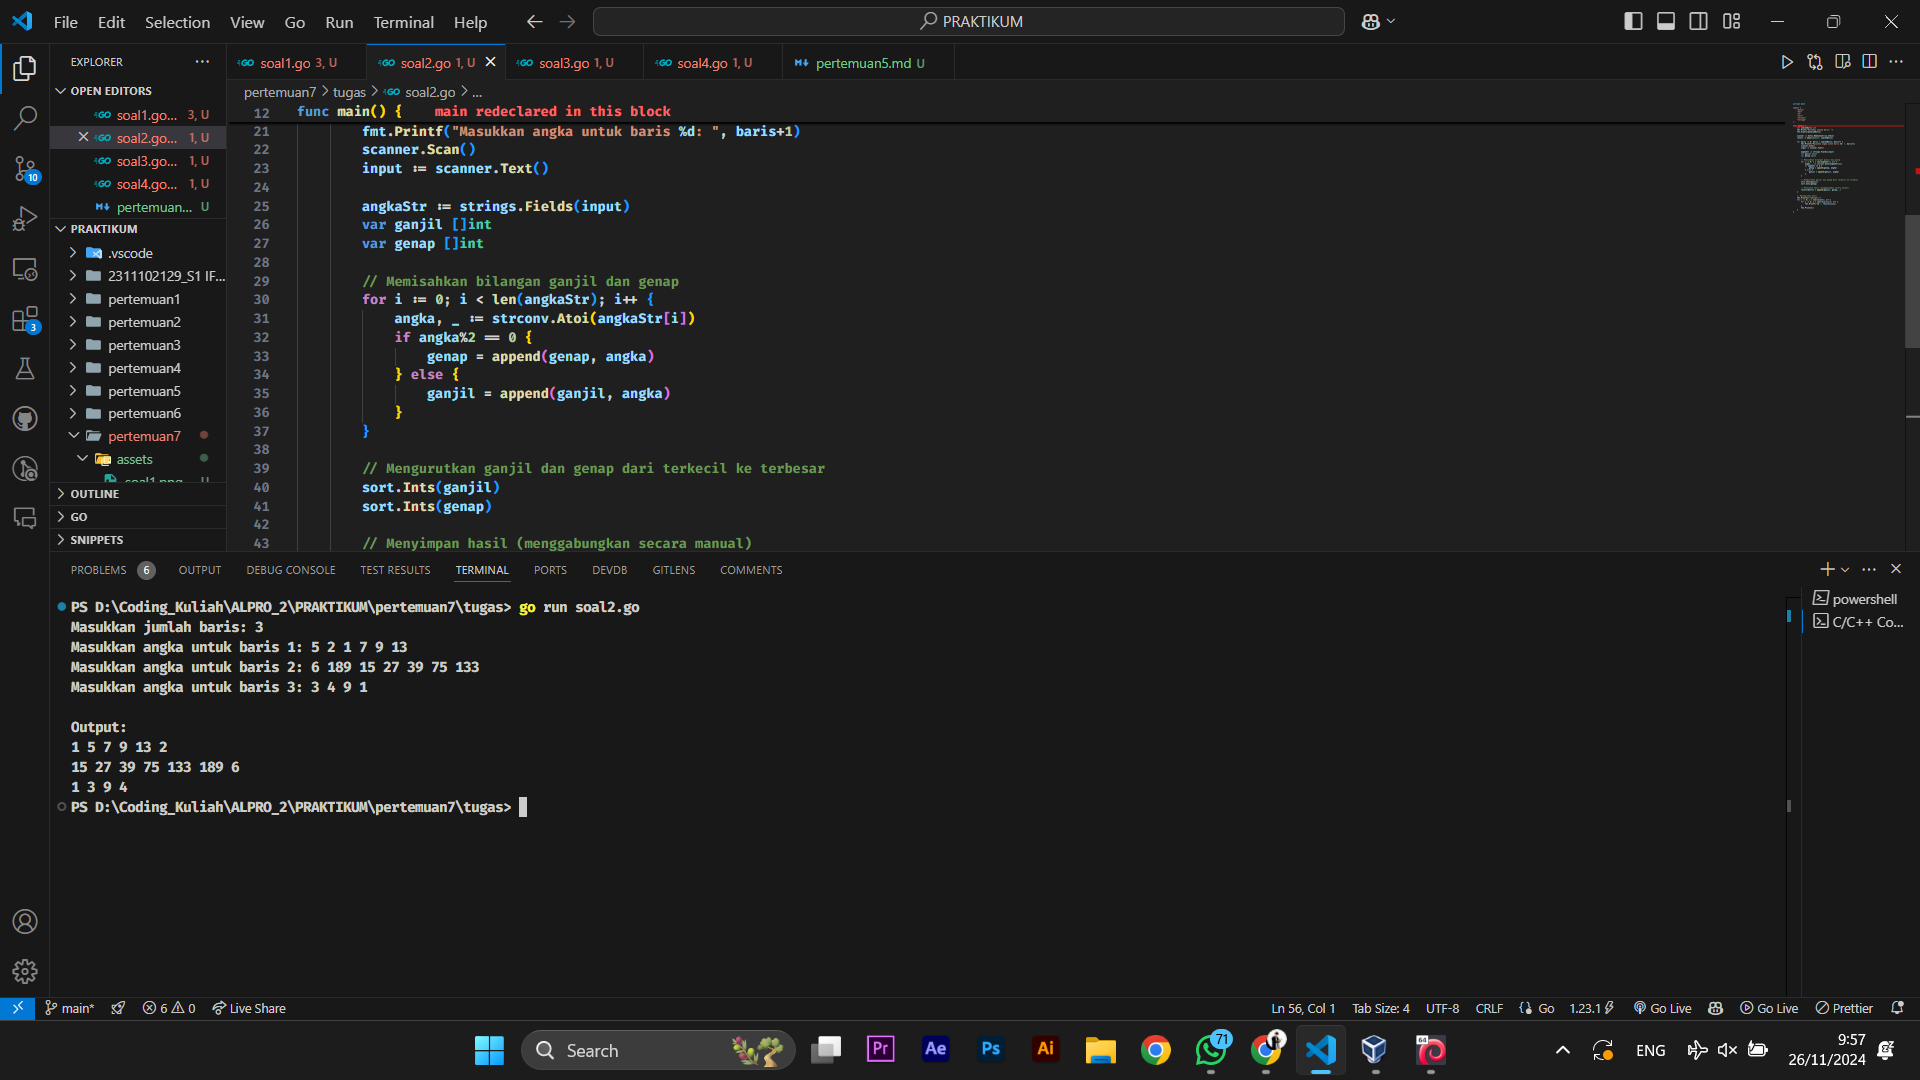 File Edit Selection View Go Run Terminal Help
PRAKTIKUM
EXPLORER
OPEN EDITORS
soal1.go... 3, U
soal2.go... 1, U
soal3.go... 1, U
soal4.go... 1, U
pertemuan... U
PRAKTIKUM
.vscode
2311102129_S1 IF...
pertemuan1
pertemuan2
pertemuan3
pertemuan4
pertemuan5
pertemuan6
pertemuan7
assets
soal1.png U
OUTLINE
GO
SNIPPETS
soal1.go 3, U
soal2.go 1, U
soal3.go 1, U
soal4.go 1, U
pertemuan5.md U
pertemuan7 > tugas > soal2.go > ...
12 func main() { main redeclared in this block
21 fmt.Printf("Masukkan angka untuk baris %d: ", baris+1)
22 scanner.Scan()
23 input := scanner.Text()
24
25 angkaStr := strings.Fields(input)
26 var ganjil []int
27 var genap []int
28
29 // Memisahkan bilangan ganjil dan genap
30 for i := 0; i < len(angkaStr); i++ {
31 angka, _ := strconv.Atoi(angkaStr[i])
32 if angka%2 == 0 {
33 genap = append(genap, angka)
34 } else {
35 ganjil = append(ganjil, angka)
36 }
37 }
38
39 // Mengurutkan ganjil dan genap dari terkecil ke terbesar
40 sort.Ints(ganjil)
41 sort.Ints(genap)
42
43 // Menyimpan hasil (menggabungkan secara manual)
PROBLEMS 6 OUTPUT DEBUG CONSOLE TEST RESULTS TERMINAL PORTS DEVDB GITLENS COMMENTS
PS D:\Coding_Kuliah\ALPRO_2\PRAKTIKUM\pertemuan7\tugas> go run soal2.go
Masukkan jumlah baris: 3
Masukkan angka untuk baris 1: 5 2 1 7 9 13
Masukkan angka untuk baris 2: 6 189 15 27 39 75 133
Masukkan angka untuk baris 3: 3 4 9 1
Output:
1 5 7 9 13 2
15 27 39 75 133 189 6
1 3 9 4
PS D:\Coding_Kuliah\ALPRO_2\PRAKTIKUM\pertemuan7\tugas>
powershell
C/C++ Co...
10
3
main* 6 0 Live Share
Ln 56, Col 1 Tab Size: 4 UTF-8 CRLF Go 1.23.1 Go Live Go Live Prettier
Search
Pr Ae Ps Ai 71 64
ENG
9:57
26/11/2024